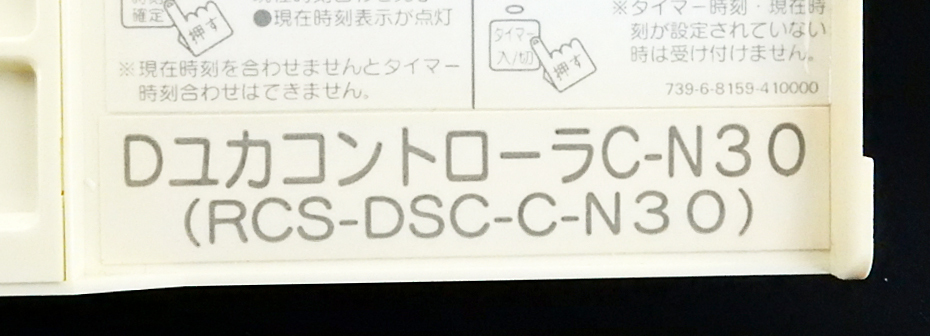 確定
押す
●現在時刻表示が点灯
※現在時刻を合わせませんとタイマー
時刻合わせはできません。
タイマー
入/切
押す
※タイマー時刻・現在時
刻が設定されていない
時は受け付けません。
739-6-8159-410000
DユカコントローラC-N30
(RCS-DSC-C-N30)